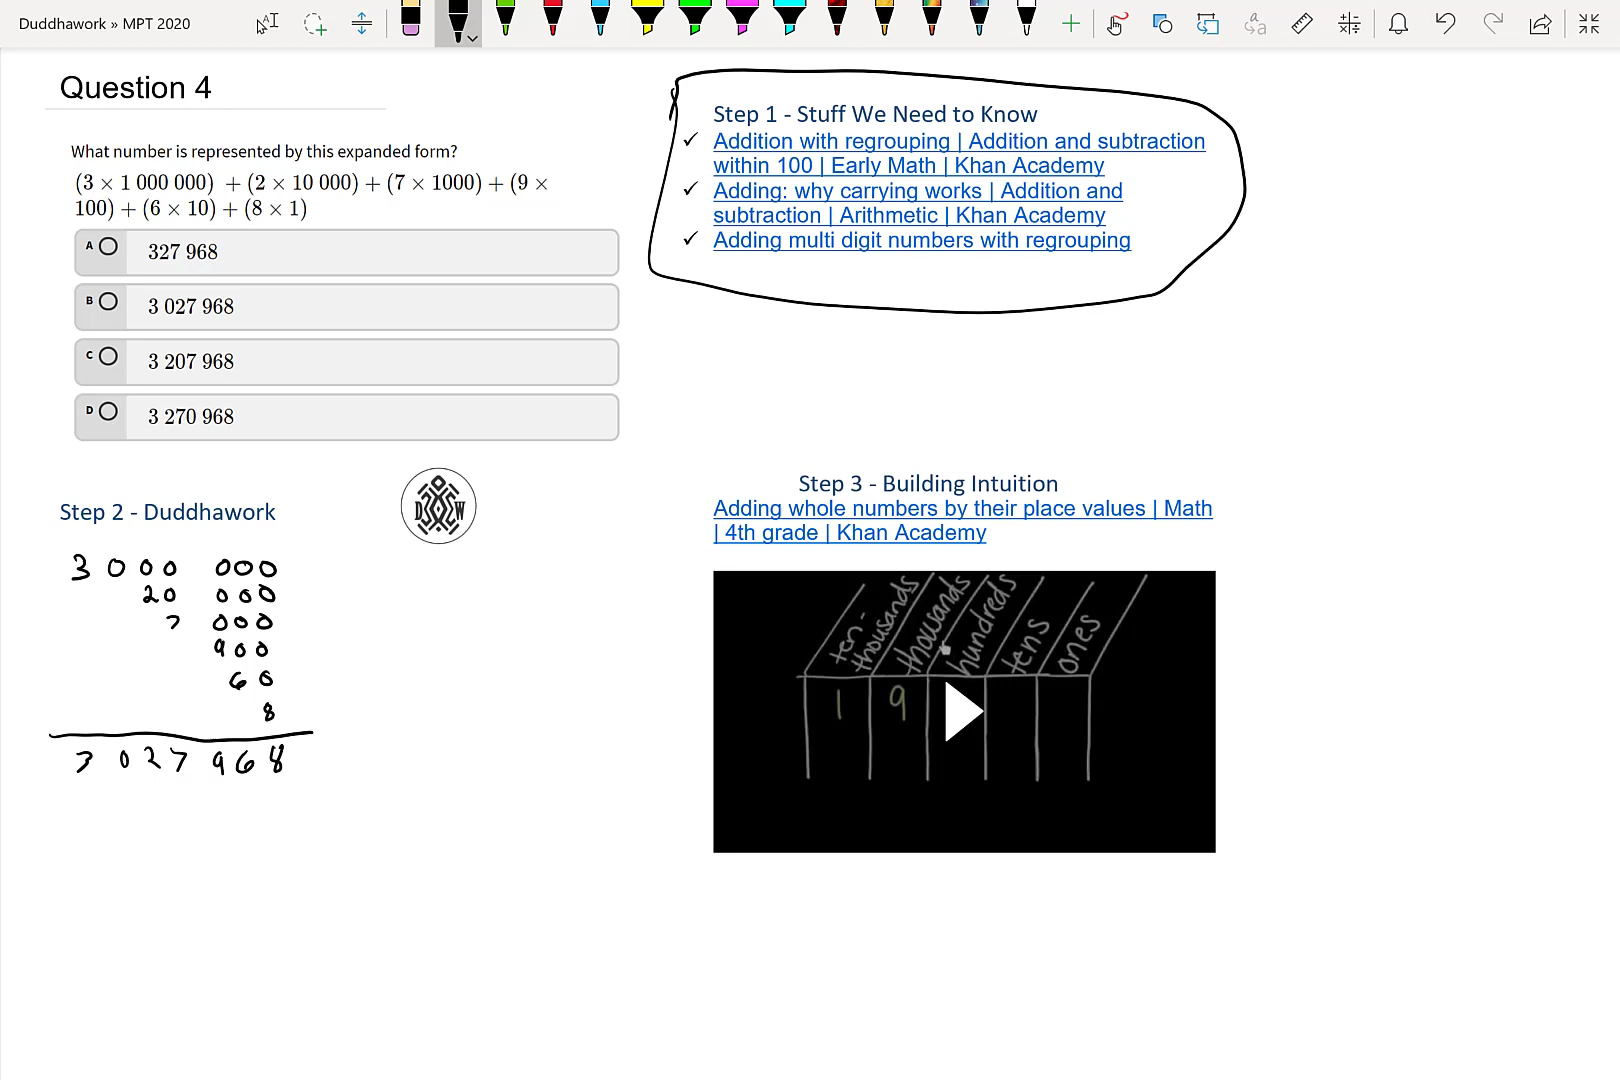 Duddhawork » MPT 2020
Question 4
What number is represented by this expanded form?
(3 × 1 000 000) + (2 × 10 000) + (7 × 1000) + (9 ×
100) + (6 × 10) + (8 × 1)
A 327 968
B 3 027 968
C 3 207 968
D 3 270 968
Step 1 - Stuff We Need to Know
✓ Addition with regrouping | Addition and subtraction
within 100 | Early Math | Khan Academy
✓ Adding: why carrying works | Addition and
subtraction | Arithmetic | Khan Academy
✓ Adding multi digit numbers with regrouping
Step 2 - Duddhawork
D W
3 0 0 0 000
20 000
7 000
900
60
8
3 027 968
Step 3 - Building Intuition
Adding whole numbers by their place values | Math
| 4th grade | Khan Academy
ten-
thousands
thousands
hundreds
tens
ones
1 9